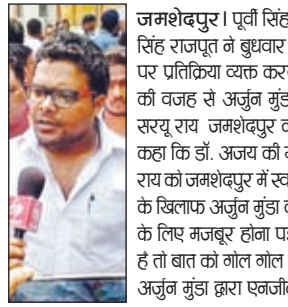 जमशेदपुर। पूर्वी सिंह
सिंह राजपूत ने बुधवार
पर प्रतिक्रिया व्यक्त कर
की वजह से अर्जुन मुंड
सरयू राय जमशेदपुर व
कहा कि डॉ. अजय की
राय को जमशेदपुर में स्व
के खिलाफ अर्जुन मुंडा
के लिए मजबूर होना पड़
है तो बात को गोल गोल
अर्जुन मुंडा द्वारा एनजी